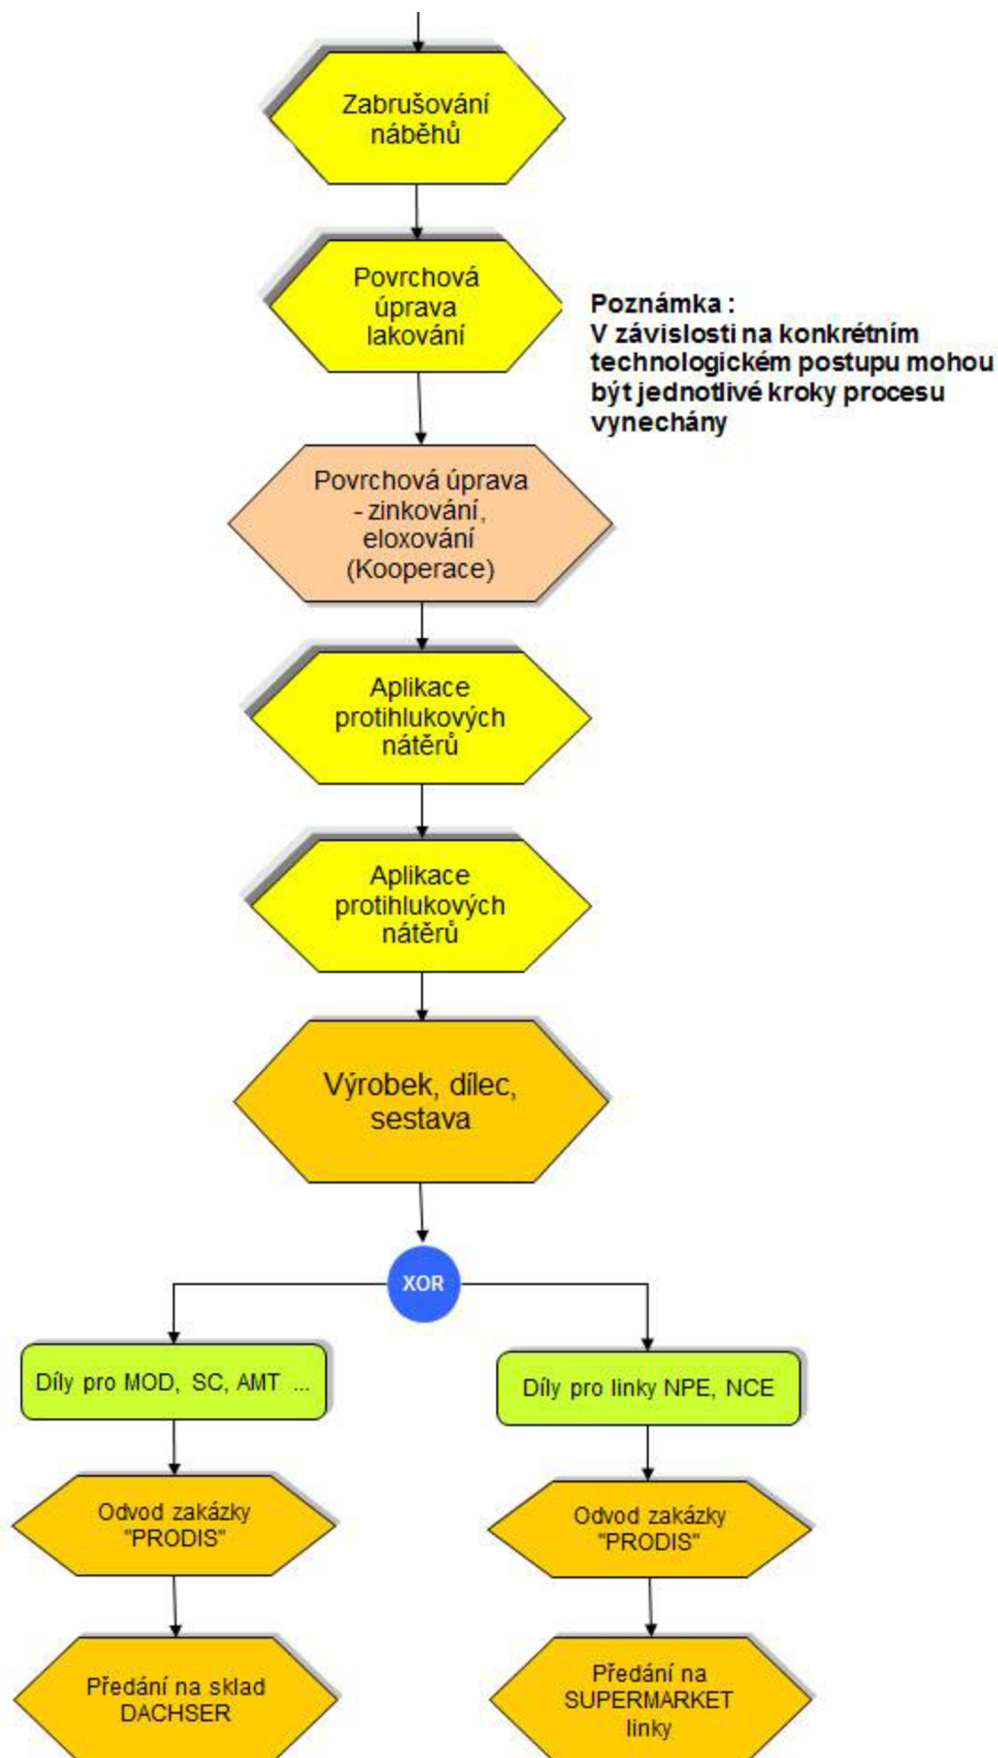 Zabrušování
náběhů
Povrchová
úprava
lakování
Poznámka :
V závislosti na konkrétním
technologickém postupu mohou
být jednotlivé kroky procesu
vynechány
Povrchová úprava
- zinkování,
eloxování
(Kooperace)
Aplikace
protihlukových
nátěrů
Aplikace
protihlukových
nátěrů
Výrobek, dílec,
sestava
XOR
Díly pro MOD, SC, AMT ...
Díly pro linky NPE, NCE
Odvod zakázky
"PRODIS"
Odvod zakázky
"PRODIS"
Předání na sklad
DACHSER
Předání na
SUPERMARKET
linky